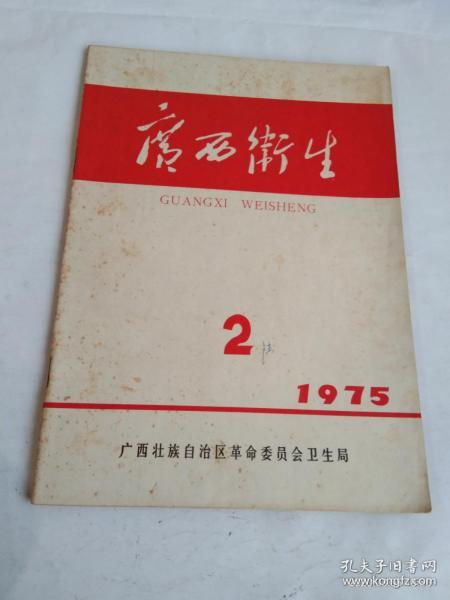 廣西衛生
GUANGXI WEISHENG
2
1975
广西壮族自治区革命委员会卫生局
孔夫子旧书网
www.kongfz.com